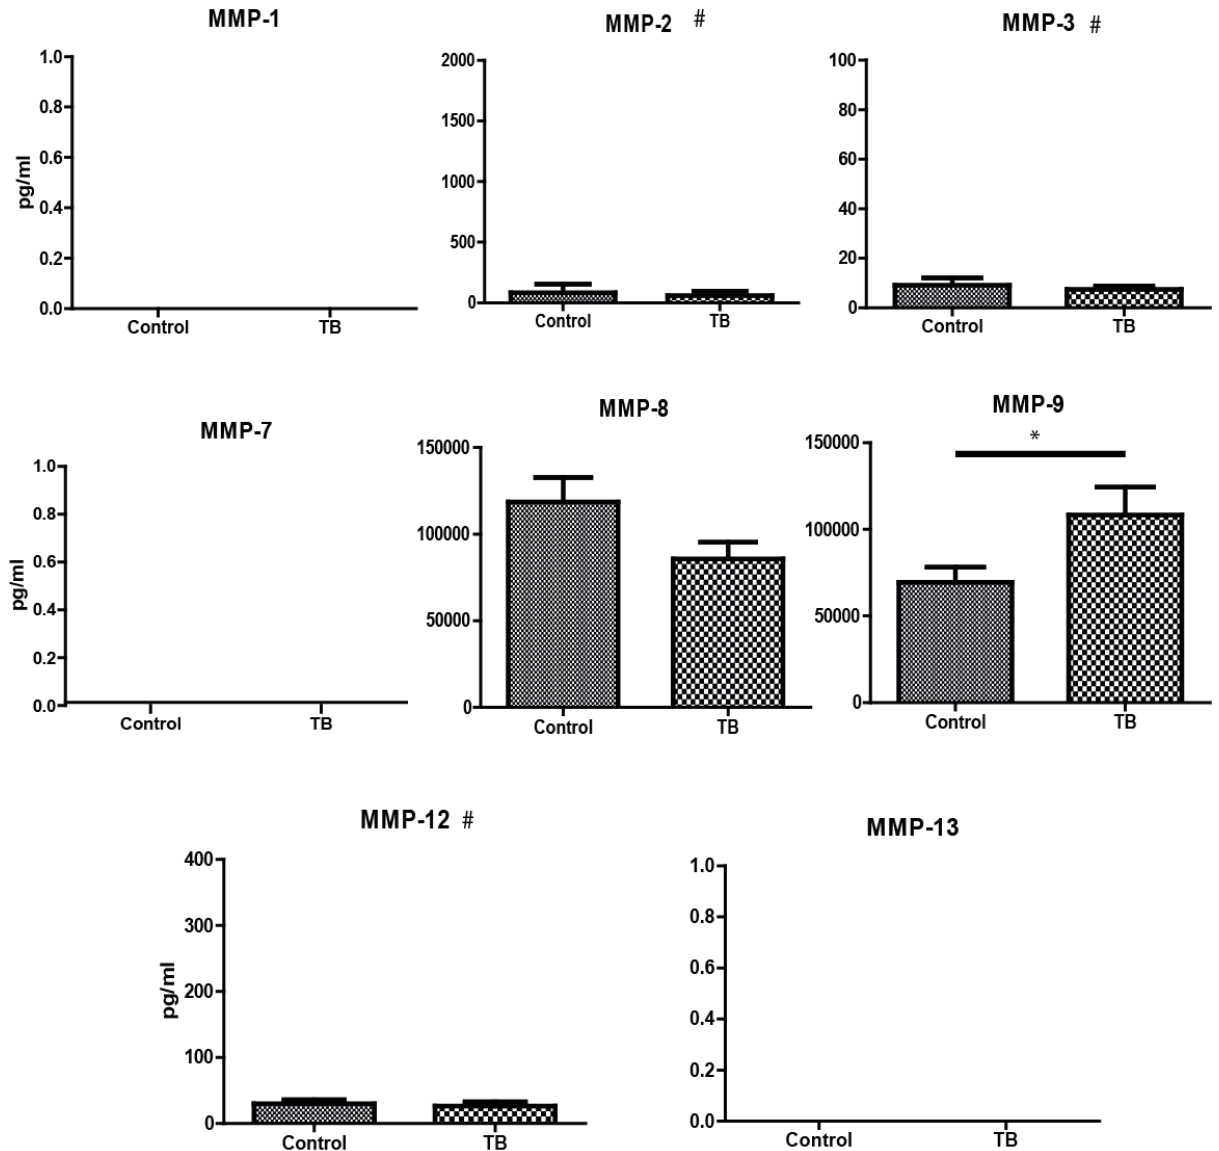 MMP-1
1.0
0.8
0.6
0.4
0.2
0.0
pg/ml
Control TB
MMP-2 #
2000
1500
1000
500
0
Control TB
MMP-3 #
100
80
60
40
20
0
Control TB
MMP-7
1.0
0.8
0.6
0.4
0.2
0.0
pg/ml
Control TB
MMP-8
150000
100000
50000
0
Control TB
MMP-9
*
150000
100000
50000
0
Control TB
MMP-12 #
400
300
200
100
0
pg/ml
Control TB
MMP-13
1.0
0.8
0.6
0.4
0.2
0.0
Control TB